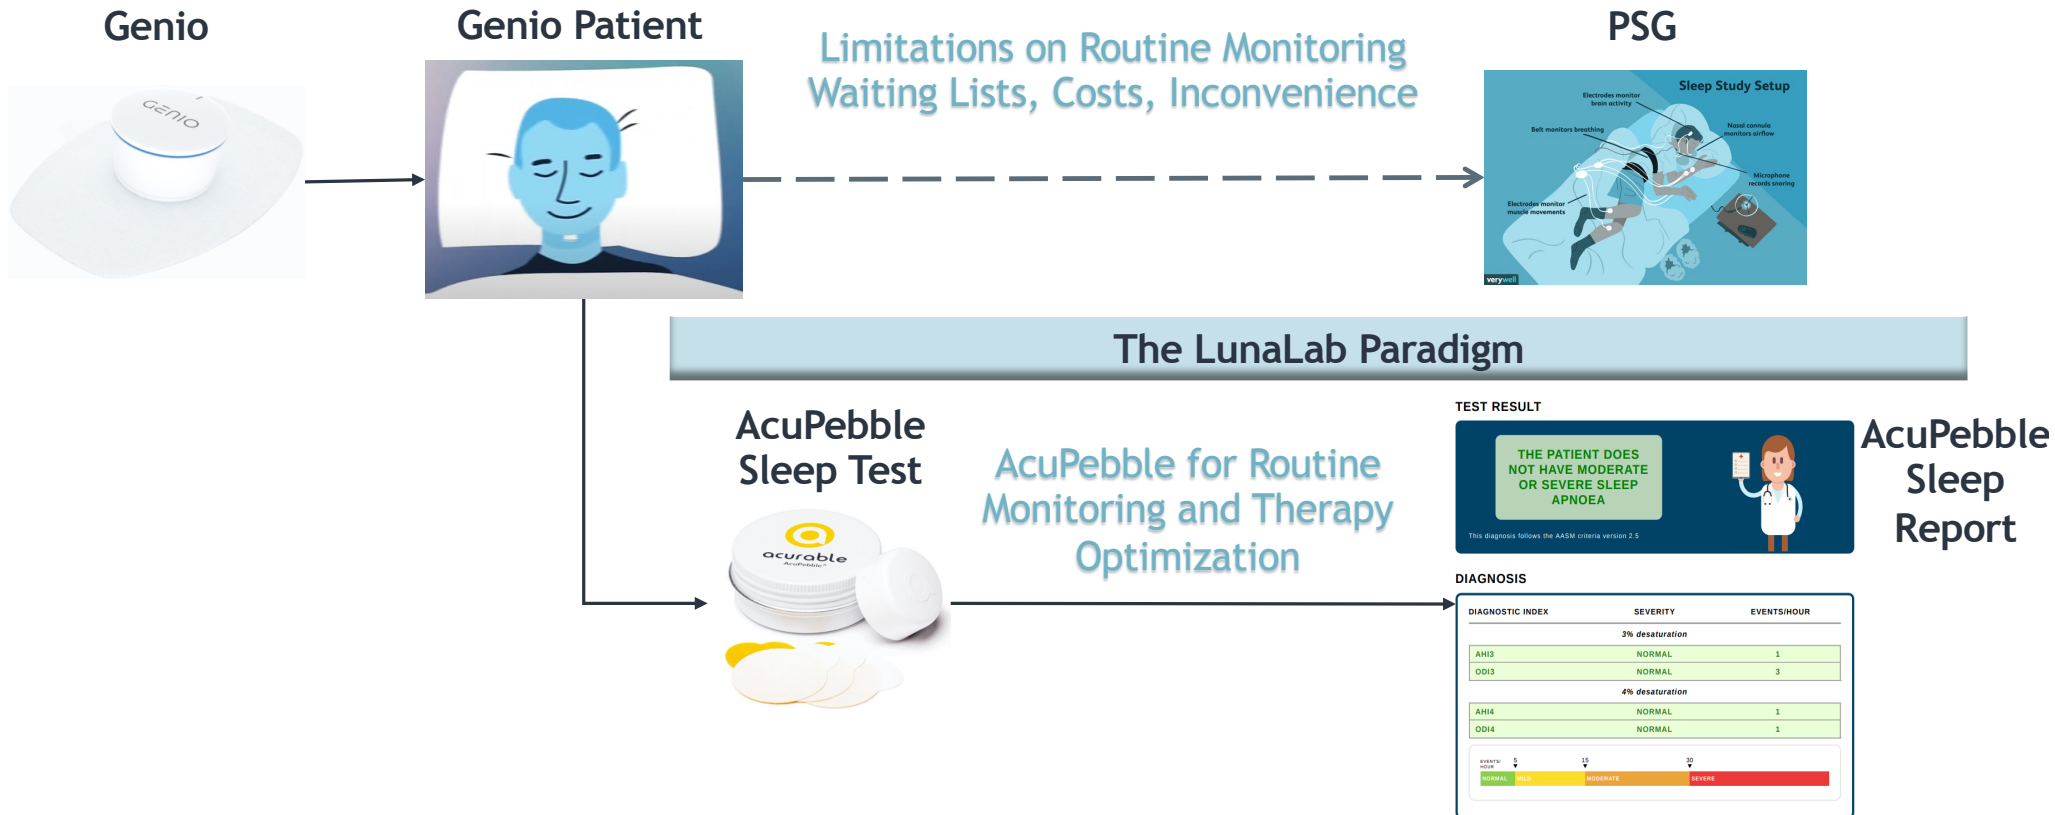 Genio
Genio Patient
Limitations on Routine Monitoring
Waiting Lists, Costs, Inconvenience
PSG
GENIO
Sleep Study Setup
Electrodes monitor
brain activity
Belt monitors breathing
Nasal cannula
monitors airflow
Microphone
records snoring
Electrodes monitor
muscle movements
verywell
The LunaLab Paradigm
AcuPebble
Sleep Test
acurable
AcuPebble®
AcuPebble for Routine
Monitoring and Therapy
Optimization
TEST RESULT
THE PATIENT DOES
NOT HAVE MODERATE
OR SEVERE SLEEP
APNOEA
This diagnosis follows the AASM criteria version 2.5
AcuPebble
Sleep
Report
DIAGNOSIS
DIAGNOSTIC INDEX SEVERITY EVENTS/HOUR
3% desaturation
AHI3 NORMAL 1
ODI3 NORMAL 3
4% desaturation
AHI4 NORMAL 1
ODI4 NORMAL 1
EVENTS/
HOUR
5 15 30
NORMAL MILD MODERATE SEVERE